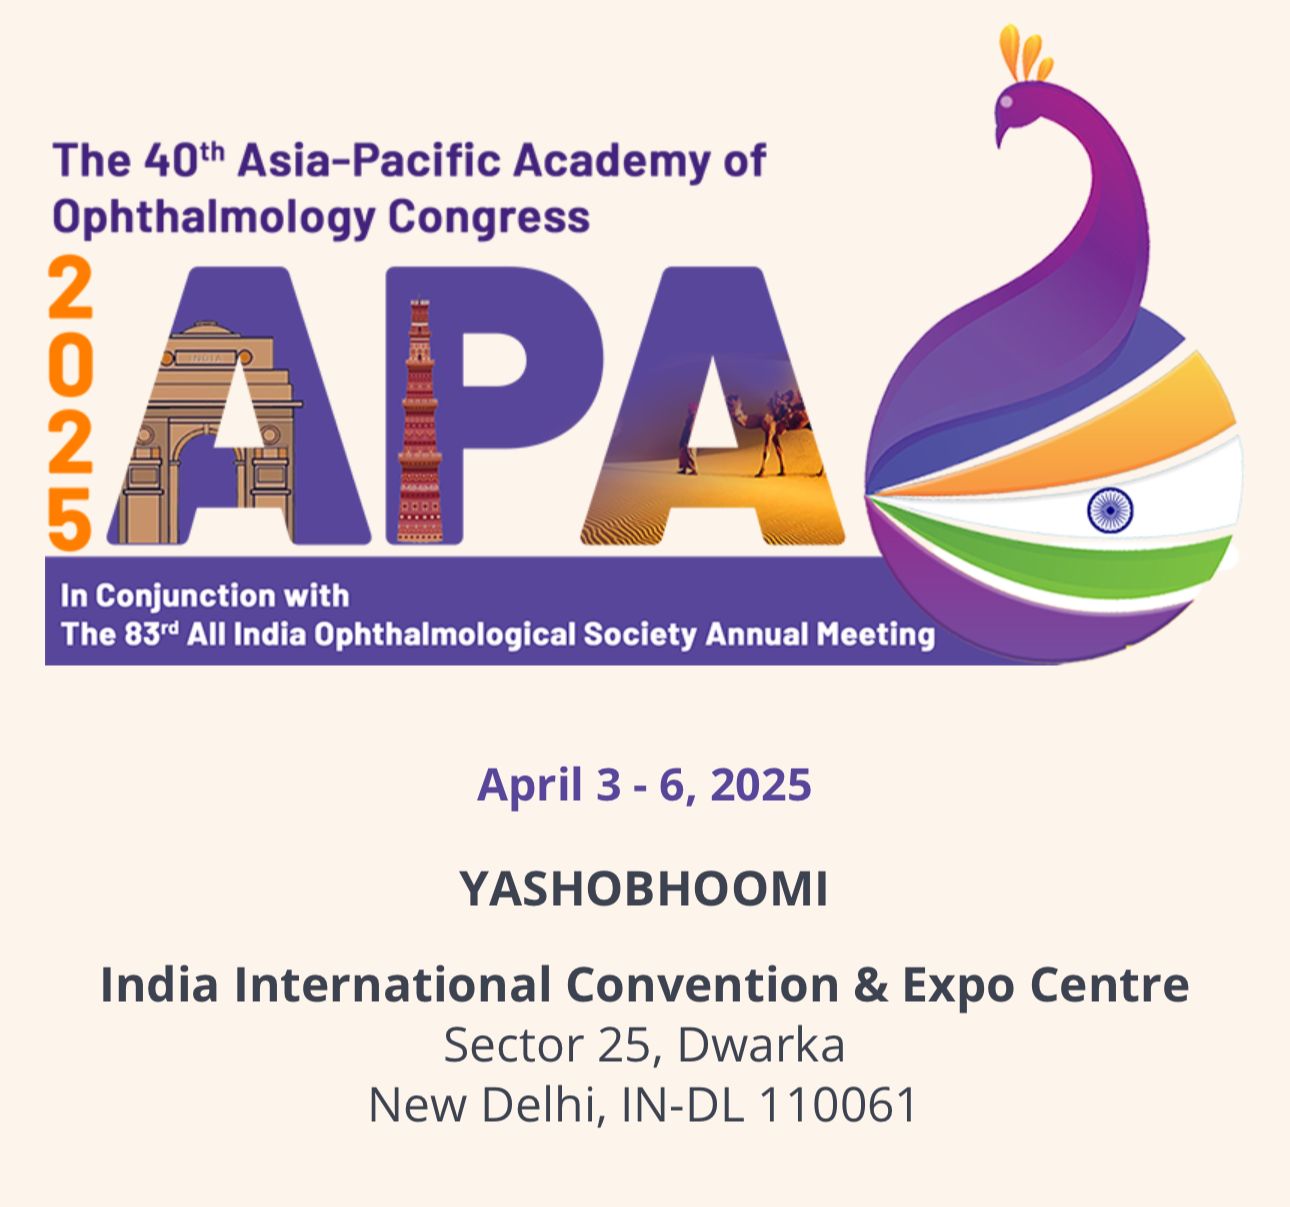 The 40th Asia-Pacific Academy of
Ophthalmology Congress
2025
APAO
INDIA
In Conjunction with
The 83rd All India Ophthalmological Society Annual Meeting
April 3 - 6, 2025
YASHOBHOOMI
India International Convention & Expo Centre
Sector 25, Dwarka
New Delhi, IN-DL 110061